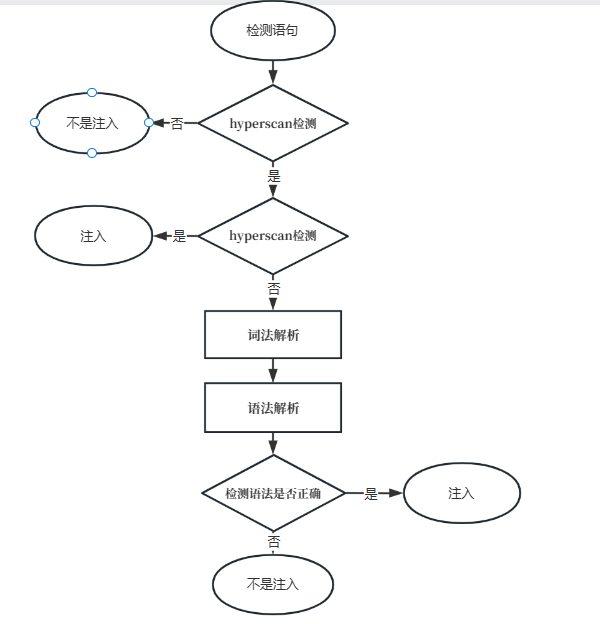 检测语句
hyperscan检测
否
不是注入
是
hyperscan检测
是
注入
否
词法解析
语法解析
检测语法是否正确
是
注入
否
不是注入